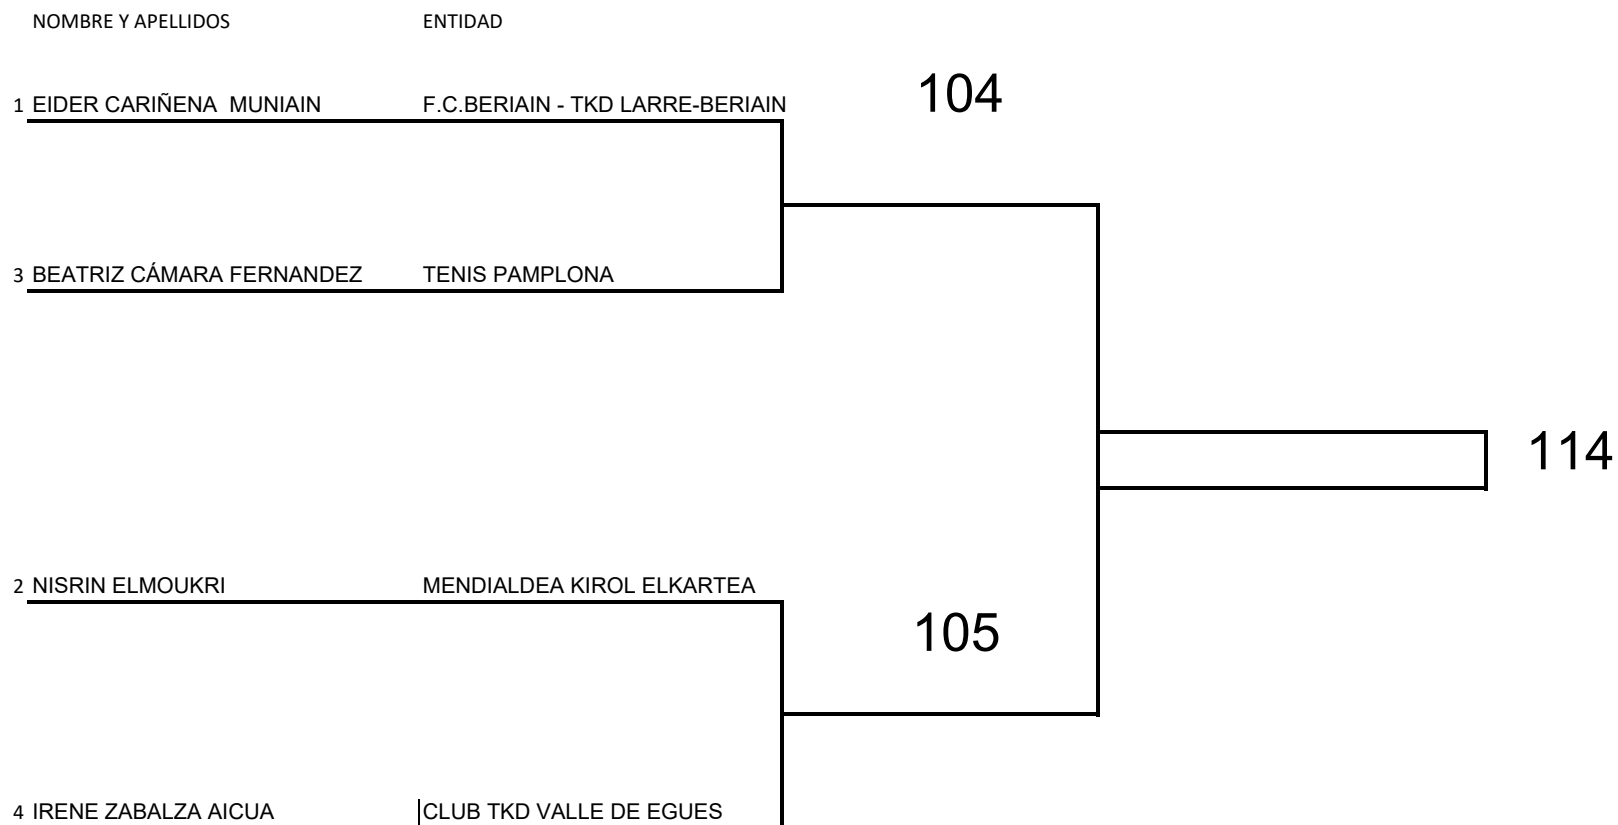 NOMBRE Y APELLIDOS ENTIDAD
104
1 EIDER CARIÑENA MUNIAIN F.C.BERIAIN - TKD LARRE-BERIAIN
3 BEATRIZ CÁMARA FERNANDEZ TENIS PAMPLONA
114
2 NISRIN ELMOUKRI MENDIALDEA KIROL ELKARTEA
105
4 IRENE ZABALZA AICUA CLUB TKD VALLE DE EGUES